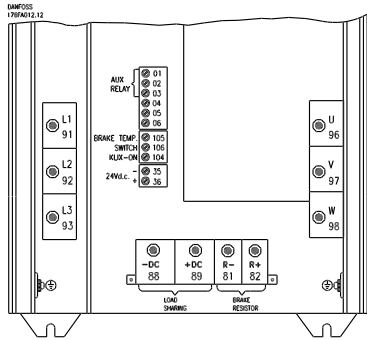 DANFOSS
176FA012.12
AUX
RELAY
01
02
03
04
05
06
BRAKE TEMP.
SWITCH
KLIX-ON
105
106
104
24Vd.c.
- 35
+ 36
L1
91
L2
92
L3
93
U
96
V
97
W
98
-DC
88
+DC
89
R-
81
R+
82
LOAD
SHARING
BRAKE
RESISTOR